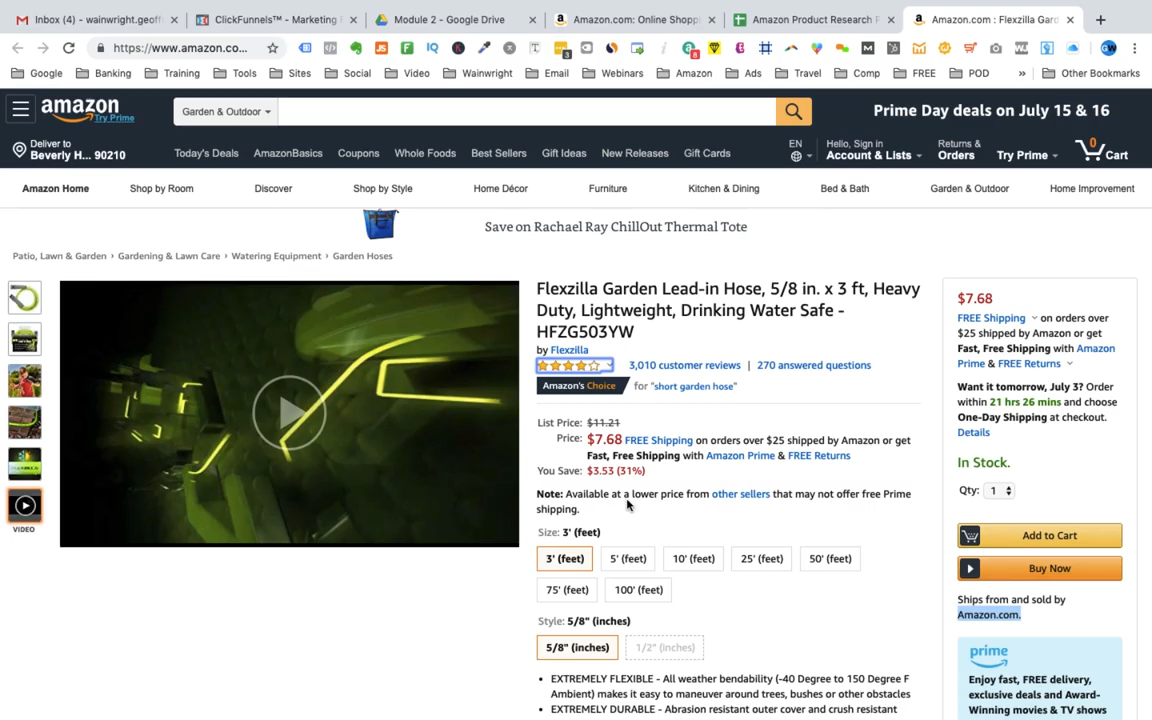 Inbox (6) - wainwright.geoff
ClickFunnels™ - Marketing
Module 2 - Google Drive
Amazon.com: Online Shopp
Amazon Product Research F
Amazon.com : Flexzilla Gard
https://www.amazon.co...
Google Banking Training Tools Sites Social Video Wainwright Email Webinars Amazon Ads Travel Comp FREE POD » Other Bookmarks
amazon Try Prime
Garden & Outdoor
Prime Day deals on July 15 & 16
Deliver to
Beverly H... 90210
Today's Deals AmazonBasics Coupons Whole Foods Best Sellers Gift Ideas New Releases Gift Cards
EN
Hello, Sign in
Account & Lists
Returns &
Orders
Try Prime
0
Cart
Amazon Home Shop by Room Discover Shop by Style Home Décor Furniture Kitchen & Dining Bed & Bath Garden & Outdoor Home Improvement
Save on Rachael Ray ChillOut Thermal Tote
Patio, Lawn & Garden › Gardening & Lawn Care › Watering Equipment › Garden Hoses
VIDEO
Flexzilla Garden Lead-in Hose, 5/8 in. x 3 ft, Heavy
Duty, Lightweight, Drinking Water Safe -
HFZG503YW
by Flexzilla
3,010 customer reviews | 270 answered questions
Amazon's Choice for "short garden hose"
List Price: $11.21
Price: $7.68 FREE Shipping on orders over $25 shipped by Amazon or get
Fast, Free Shipping with Amazon Prime & FREE Returns
You Save: $3.53 (31%)
Note: Available at a lower price from other sellers that may not offer free Prime
shipping.
Size: 3' (feet)
3' (feet) 5' (feet) 10' (feet) 25' (feet) 50' (feet)
75' (feet) 100' (feet)
Style: 5/8" (inches)
5/8" (inches) 1/2" (inches)
• EXTREMELY FLEXIBLE - All weather bendability (-40 Degree to 150 Degree F
Ambient) makes it easy to maneuver around trees, bushes or other obstacles
• EXTREMELY DURABLE - Abrasion resistant outer cover and crush resistant
$7.68
FREE Shipping on orders over
$25 shipped by Amazon or get
Fast, Free Shipping with Amazon
Prime & FREE Returns
Want it tomorrow, July 3? Order
within 21 hrs 26 mins and choose
One-Day Shipping at checkout.
Details
In Stock.
Qty: 1
Add to Cart
Buy Now
Ships from and sold by
Amazon.com.
prime
Enjoy fast, FREE delivery,
exclusive deals and Award-
Winning movies & TV shows